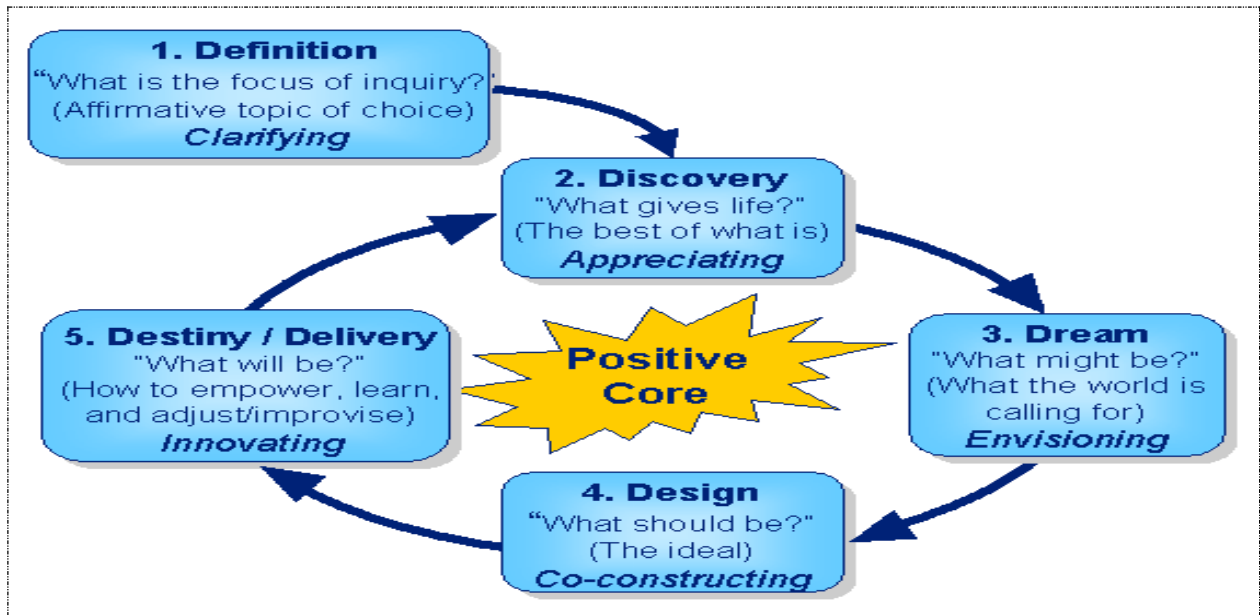 1. Definition
“What is the focus of inquiry?"
(Affirmative topic of choice)
Clarifying
2. Discovery
"What gives life?"
(The best of what is)
Appreciating
3. Dream
"What might be?"
(What the world is
calling for)
Envisioning
4. Design
“What should be?"
(The ideal)
Co-constructing
5. Destiny / Delivery
"What will be?"
(How to empower, learn,
and adjust/improvise)
Innovating
Positive
Core